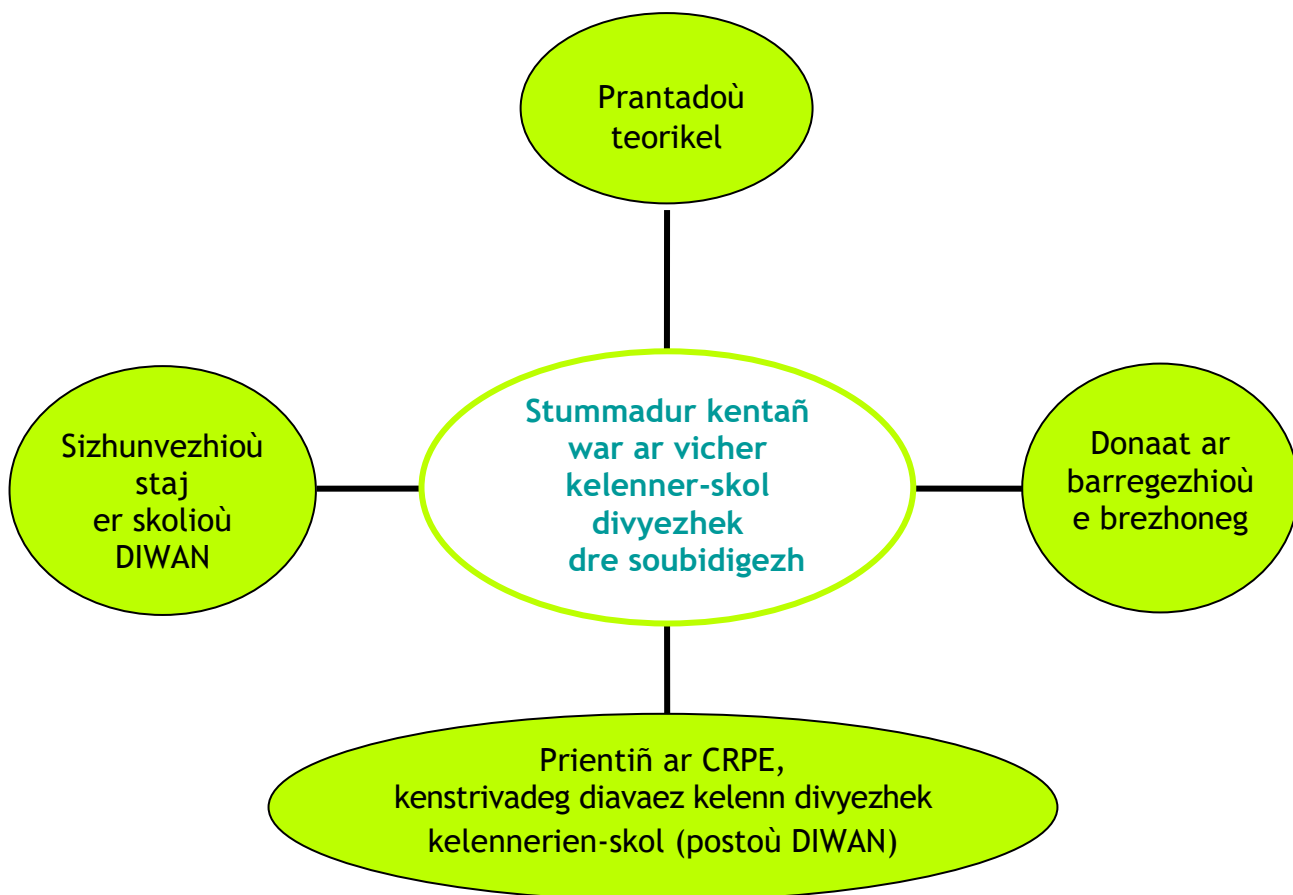 Prantadoù
teorikel
Sizhunvezhioù
staj
er skolioù
DIWAN
Stummadur kentañ
war ar vicher
kelenner-skol
divyezhek
dre soubidigezh
Donaat ar
barregezhioù
e brezhoneg
Prientiñ ar CRPE,
kenstrivadeg diavaez kelenn divyezhek
kelennerien-skol (postoù DIWAN)